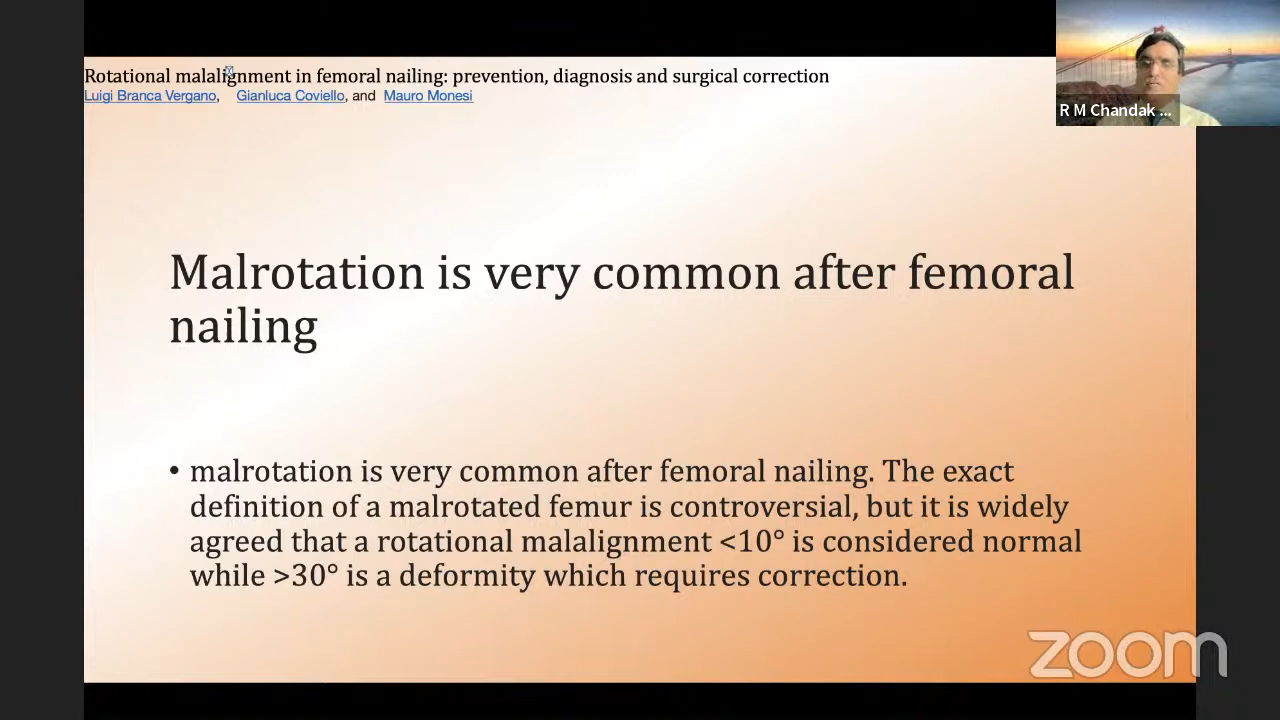 Rotational malalignment in femoral nailing: prevention, diagnosis and surgical correction
Luigi Branca Vergano, Gianluca Coviello, and Mauro Monesi
R M Chandak ...
Malrotation is very common after femoral
nailing
• malrotation is very common after femoral nailing. The exact
definition of a malrotated femur is controversial, but it is widely
agreed that a rotational malalignment <10° is considered normal
while >30° is a deformity which requires correction.
zoom